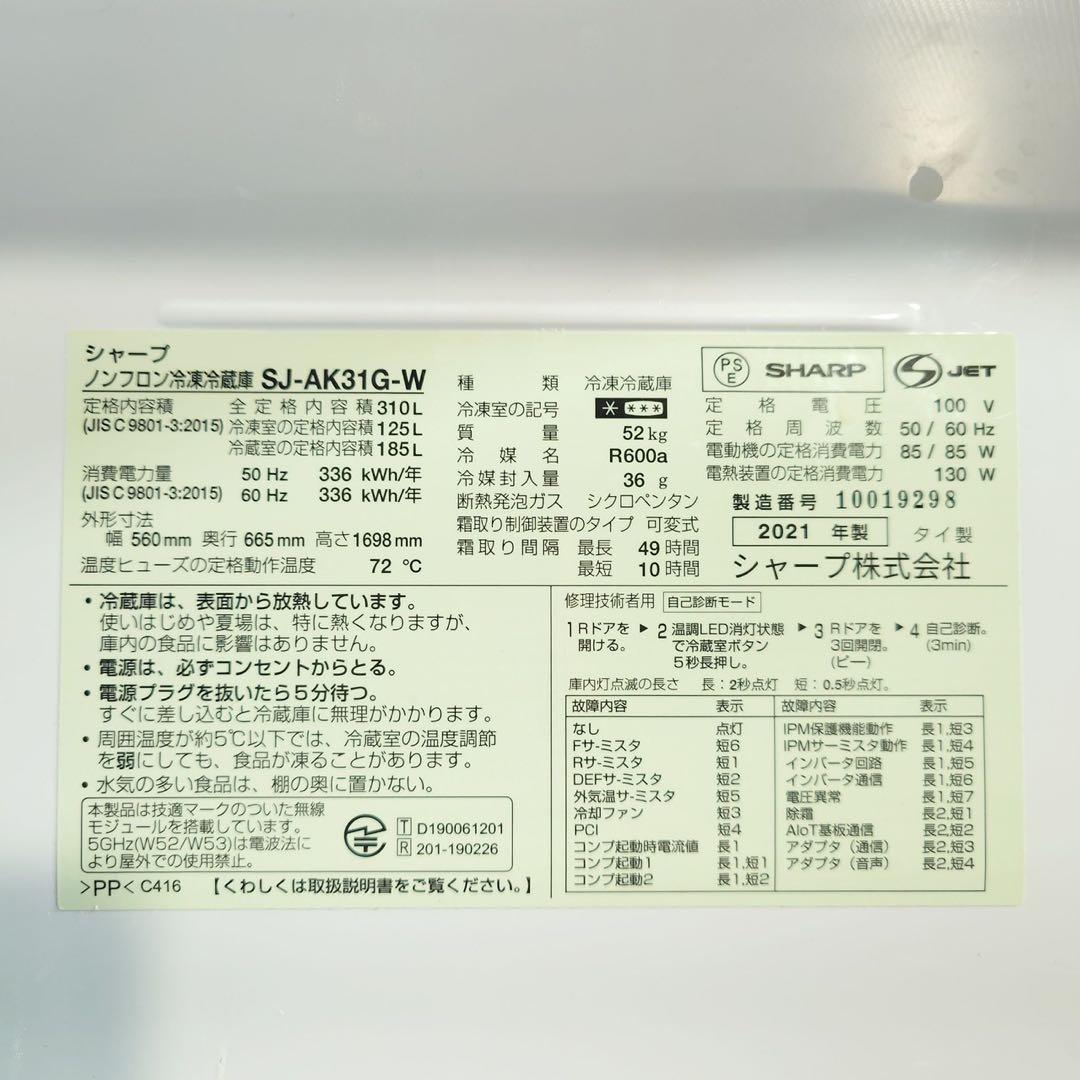 シャープ
ノンフロン冷凍冷蔵庫 SJ-AK31G-W
定格内容積 全定格内容積 310L
(JIS C 9801-3:2015) 冷凍室の定格内容積 125L
冷蔵室の定格内容積 185L
消費電力量 50 Hz 336 kWh/年
(JIS C 9801-3:2015) 60 Hz 336 kWh/年
外形寸法
幅 560mm 奥行 665mm 高さ1698mm
温度ヒューズの定格動作温度 72 ℃
種類 冷凍冷蔵庫
冷凍室の記号 * ***
質量 52kg
冷媒名 R600a
冷媒封入量 36 g
断熱発泡ガス シクロペンタン
霜取り制御装置のタイプ 可変式
霜取り間隔 最長 49時間
最短 10時間
PSE SHARP JET
定格電圧 100 V
定格周波数 50/60 Hz
電動機の定格消費電力 85/85 W
電熱装置の定格消費電力 130 W
製造番号 10019298
2021 年製 タイ製
シャープ株式会社
・冷蔵庫は、表面から放熱しています。
使いはじめや夏場は、特に熱くなりますが、
庫内の食品に影響はありません。
・電源は、必ずコンセントからとる。
・電源プラグを抜いたら5分待つ。
すぐに差し込むと冷蔵庫に無理がかかります。
・周囲温度が約5℃以下では、冷蔵室の温度調節
を弱にしても、食品が凍ることがあります。
・水気の多い食品は、棚の奥に置かない。
本製品は技適マークのついた無線
モジュールを搭載しています。
5GHz(W52/W53)は電波法に
より屋外での使用禁止。
T D190061201
R 201-190226
>PP< C416 【くわしくは取扱説明書をご覧ください。】
修理技術者用 自己診断モード
1 Rドアを ▶ 2 温調LED消灯状態 ▶ 3 Rドアを ▶ 4 自己診断。
開ける。 で冷蔵室ボタン 3回開閉。 (3min)
5秒長押し。 (ピー)
庫内灯点滅の長さ 長：2秒点灯 短：0.5秒点灯。
故障内容 表示 故障内容 表示
なし 点灯 IPM保護機能動作 長1,短3
Fサ-ミスタ 短6 IPMサーミスタ動作 長1,短4
Rサ-ミスタ 短1 インバータ回路 長1,短5
DEFサ-ミスタ 短2 インバータ通信 長1,短6
外気温サ-ミスタ 短5 電圧異常 長1,短7
冷却ファン 短3 除霜 長2,短1
PCI 短4 AIoT基板通信 長2,短2
コンプ起動時電流値 長1 アダプタ（通信） 長2,短3
コンプ起動1 長1,短1 アダプタ（音声） 長2,短4
コンプ起動2 長1,短2